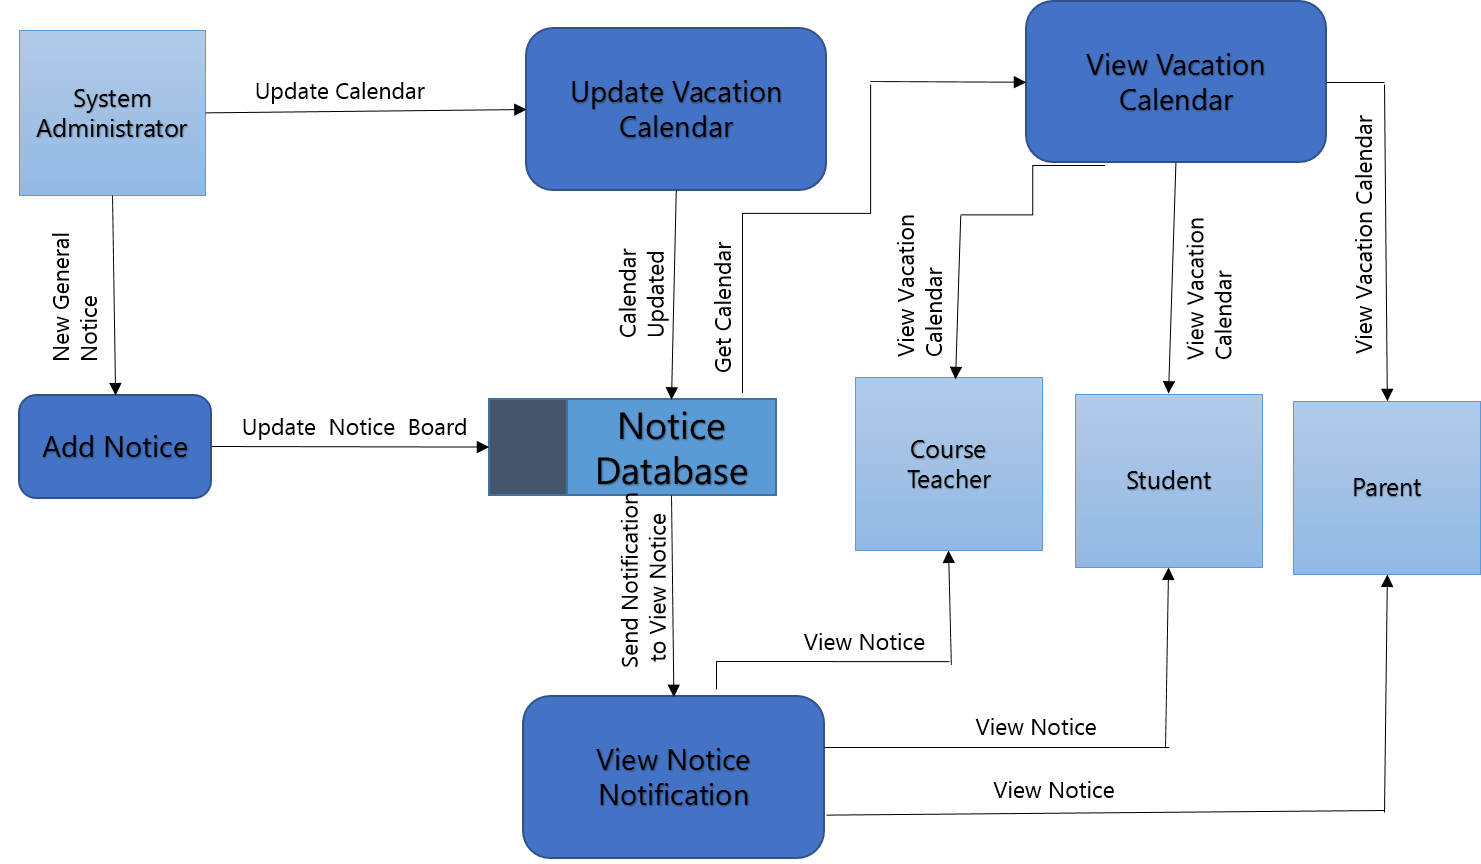 System
Administrator
Update Calendar
Update Vacation
Calendar
View Vacation
Calendar
New General
Notice
Calendar
Updated
Get Calendar
View Vacation
Calendar
View Vacation
Calendar
View Vacation Calendar
Add Notice
Update Notice Board
Notice
Database
Course
Teacher
Student
Parent
Send Notification
to View Notice
View Notice
View Notice
View Notice
View Notice
Notification